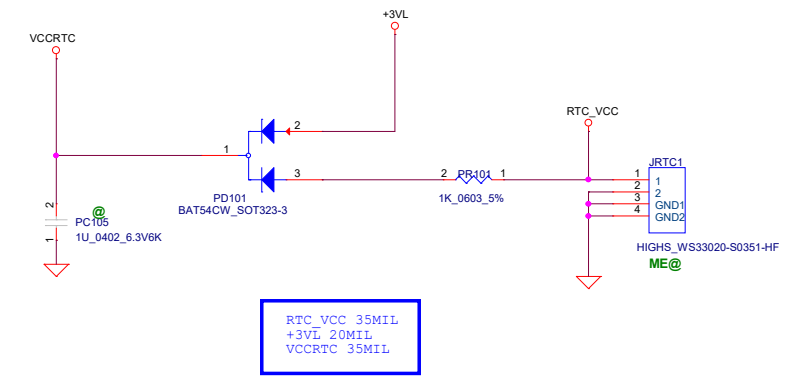 +3VL
VCCRTC
RTC_VCC
2
1
JRTC1
3
2
PR101
1
1
1
2
2
PD101
1K_0603_5%
3
GND1
BAT54CW_SOT323-3
4
GND2
2
@
PC105
1
1U_0402_6.3V6K
HIGHS_WS33020-S0351-HF
ME@
RTC_VCC 35MIL
+3VL 20MIL
VCCRTC 35MIL